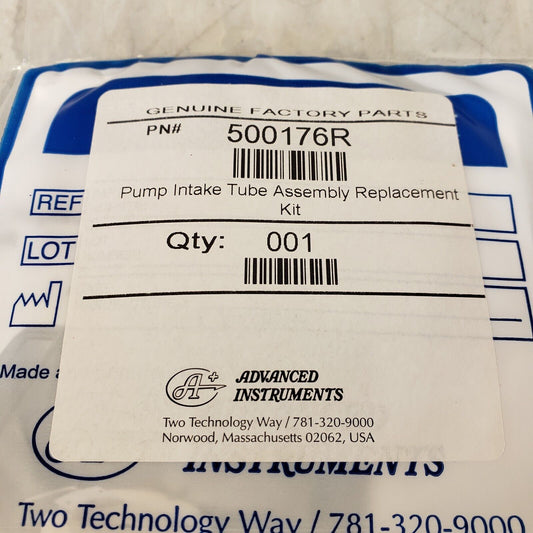 GENUINE FACTORY PARTS
PN# 500176R
Pump Intake Tube Assembly Replacement
Kit
REF
LOT
Qty: 001
Made a
A+ ADVANCED
INSTRUMENTS
Two Technology Way / 781-320-9000
Norwood, Massachusetts 02062, USA
INSTRUMENTS
Two Technology Way / 781-320-9000